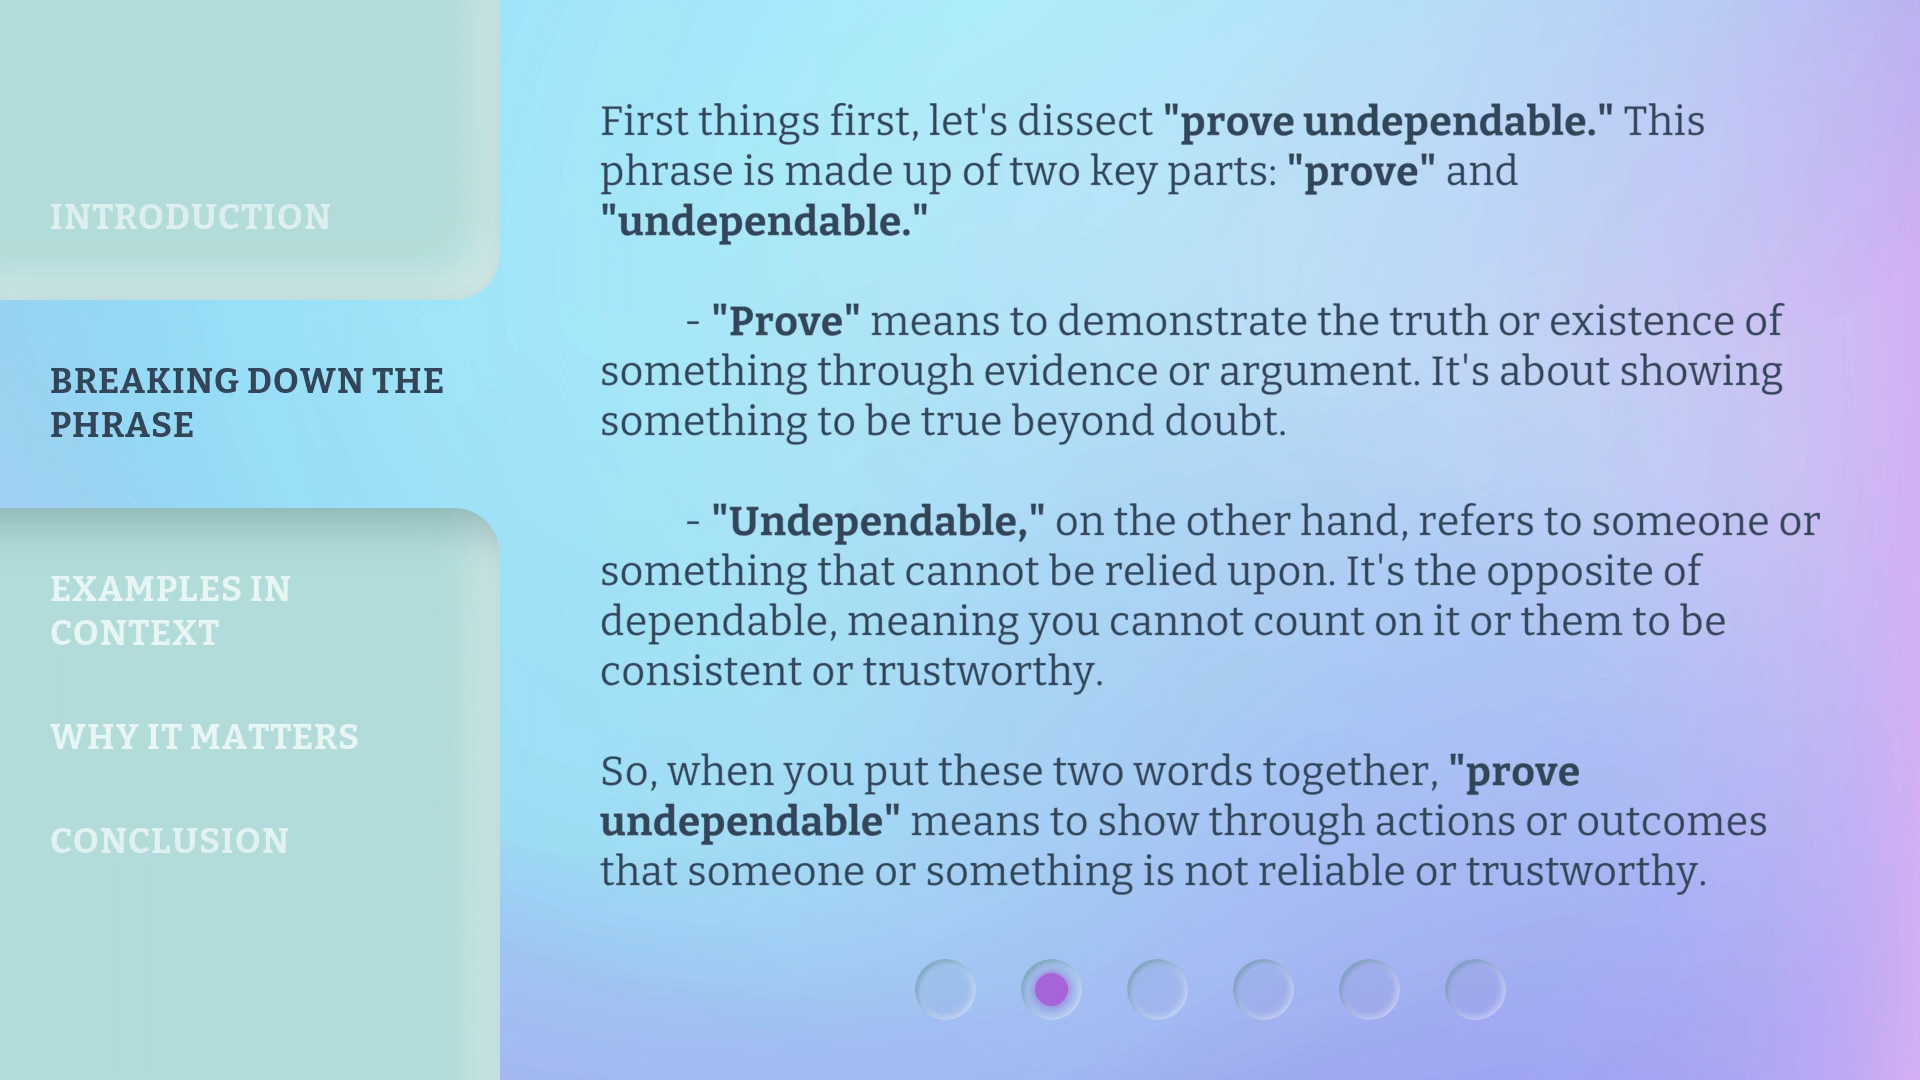 INTRODUCTION
BREAKING DOWN THE
PHRASE
EXAMPLES IN
CONTEXT
WHY IT MATTERS
CONCLUSION
First things first, let's dissect "prove undependable." This
phrase is made up of two key parts: "prove" and
"undependable."
- "Prove" means to demonstrate the truth or existence of
something through evidence or argument. It's about showing
something to be true beyond doubt.
- "Undependable," on the other hand, refers to someone or
something that cannot be relied upon. It's the opposite of
dependable, meaning you cannot count on it or them to be
consistent or trustworthy.
So, when you put these two words together, "prove
undependable" means to show through actions or outcomes
that someone or something is not reliable or trustworthy.